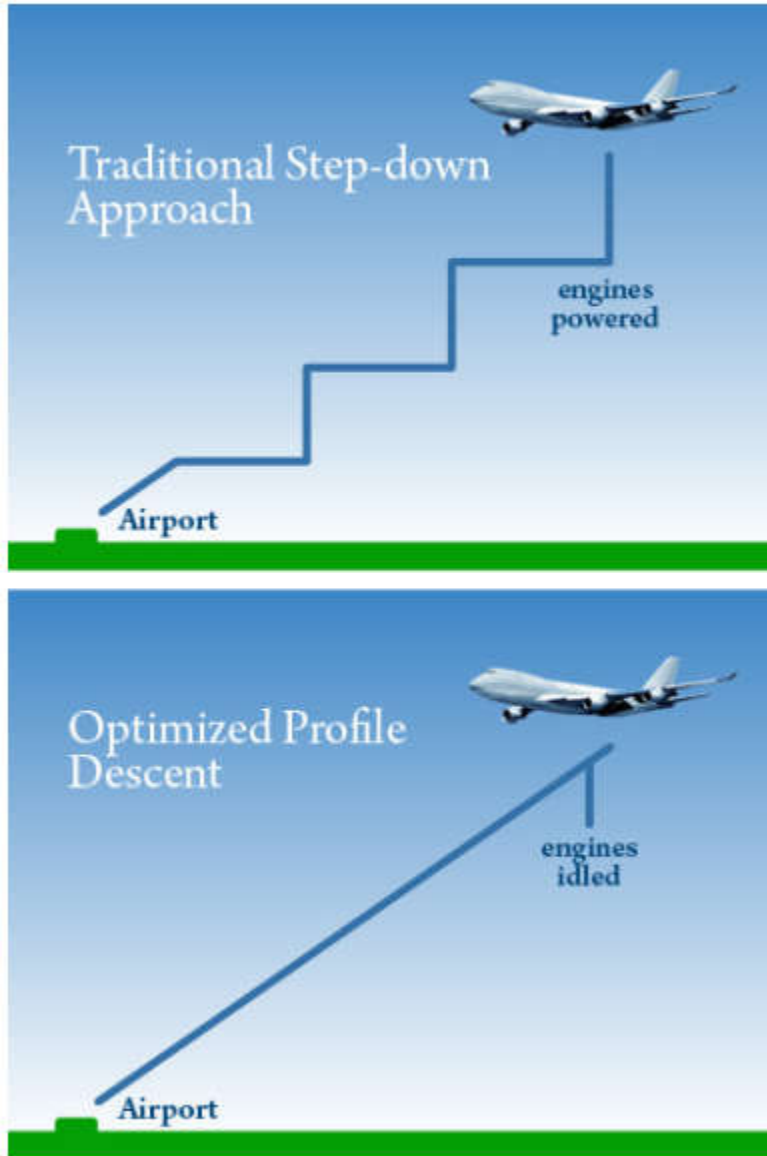 Traditional Step-down
Approach
engines
powered
Airport
Optimized Profile
Descent
engines
idled
Airport